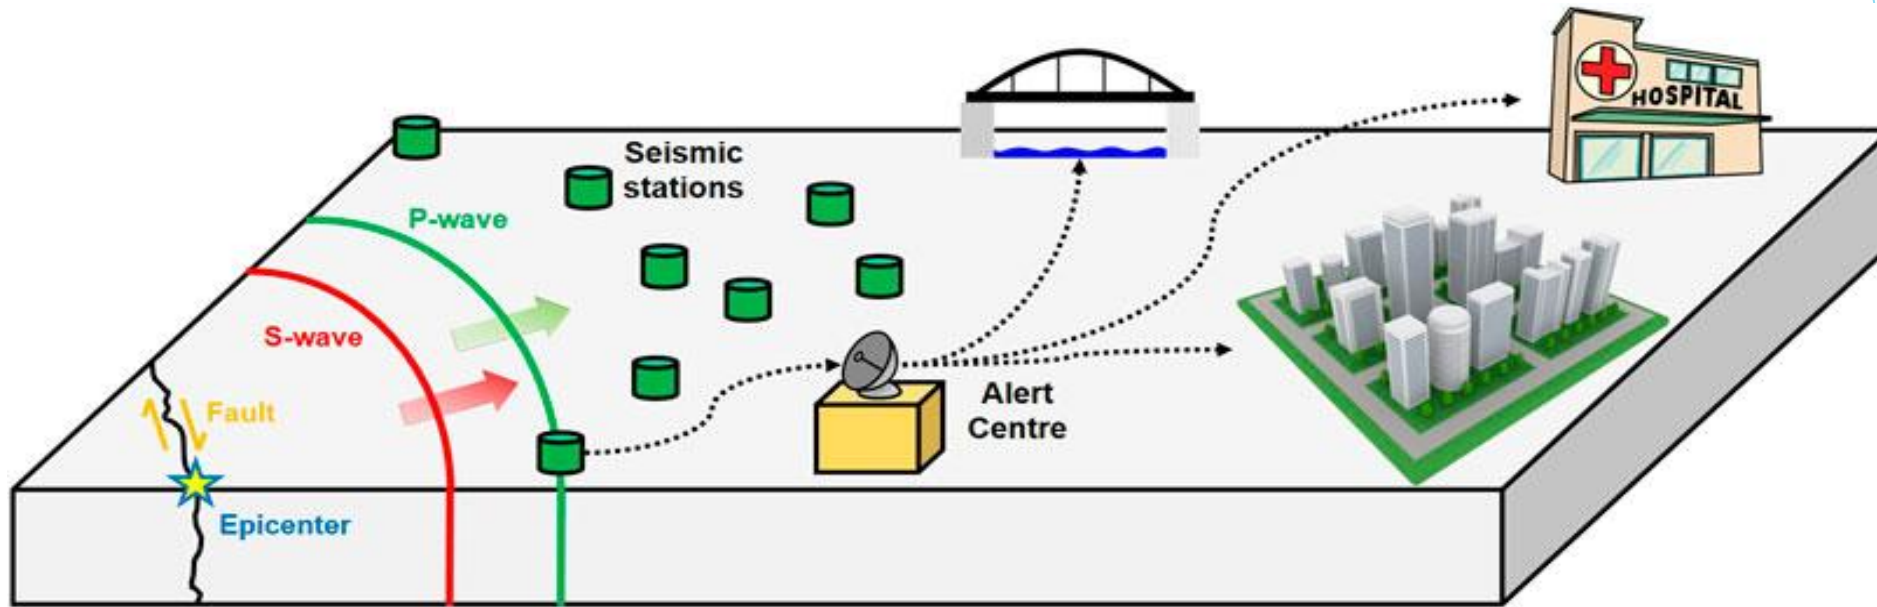 Seismic
stations
P-wave
S-wave
Fault
Epicenter
Alert
Centre
HOSPITAL